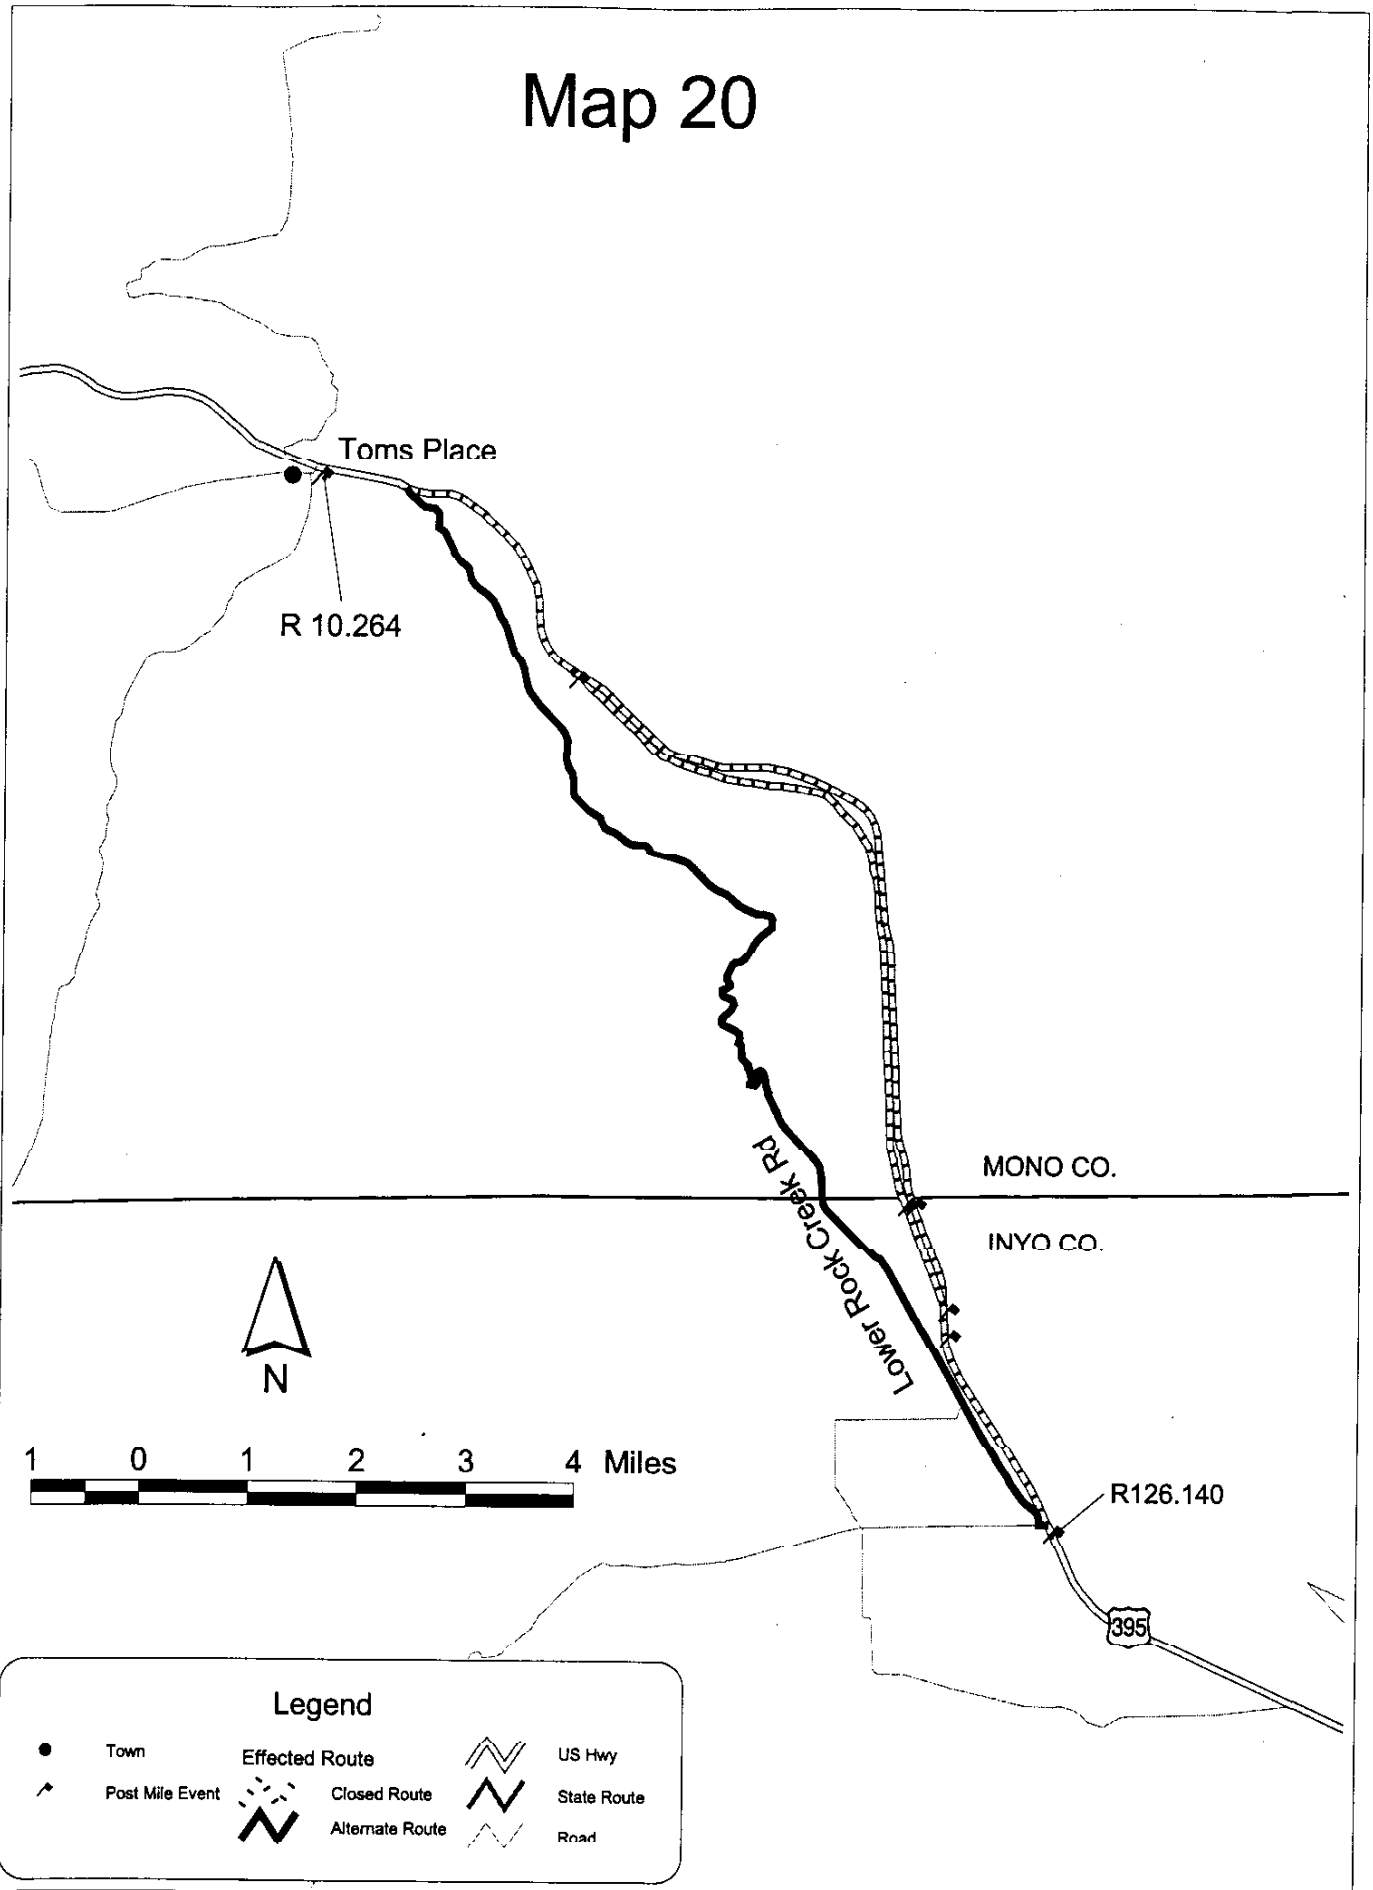 Map 20
Toms Place
R 10.264
MONO CO.
INYO CO.
Lower Rock Creek Rd
N
1 0 1 2 3 4 Miles
R126.140
395
Legend
Town
Post Mile Event
Effected Route
Closed Route
Alternate Route
US Hwy
State Route
Road